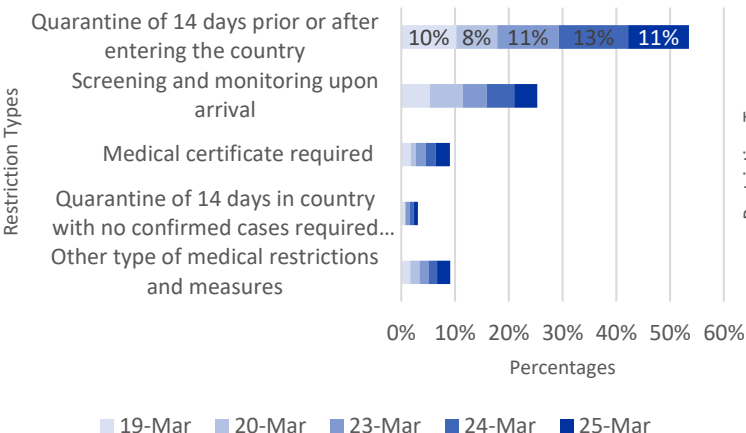 Quarantine of 14 days prior or after
entering the country
10% 8% 11% 13% 11%
Screening and monitoring upon
arrival
Medical certificate required
Quarantine of 14 days in country
with no confirmed cases required...
Other type of medical restrictions
and measures
Restriction Types
0% 10% 20% 30% 40% 50% 60%
Percentages
19-Mar 20-Mar 23-Mar 24-Mar 25-Mar